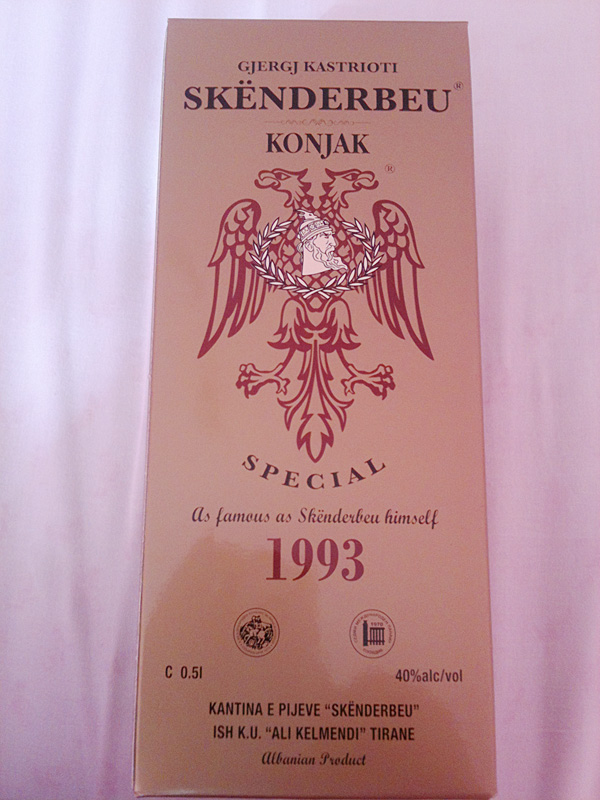 GJERGJ KASTRIOTI
SKËNDERBEU®
KONJAK
®
SPECIAL
As famous as Skënderbeu himself
1993
C 0.5l
40%alc/vol
KANTINA E PIJEVE “SKËNDERBEU”
ISH K.U. “ALI KELMENDI” TIRANE
Albanian Product